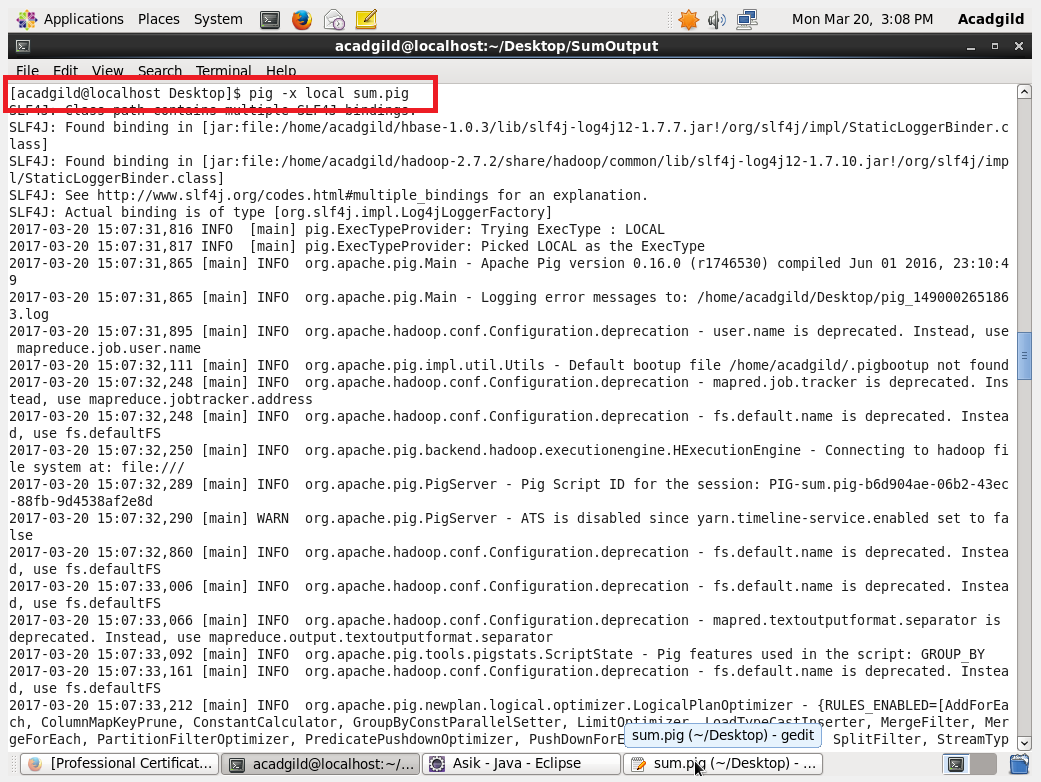 Applications Places System Mon Mar 20, 3:08 PM Acadgild
acadgild@localhost:~/Desktop/SumOutput
File Edit View Search Terminal Help
[acadgild@localhost Desktop]$ pig -x local sum.pig
SLF4J: Class path contains multiple SLF4J bindings.
SLF4J: Found binding in [jar:file:/home/acadgild/hbase-1.0.3/lib/slf4j-log4j12-1.7.7.jar!/org/slf4j/impl/StaticLoggerBinder.c
lass]
SLF4J: Found binding in [jar:file:/home/acadgild/hadoop-2.7.2/share/hadoop/common/lib/slf4j-log4j12-1.7.10.jar!/org/slf4j/imp
l/StaticLoggerBinder.class]
SLF4J: See http://www.slf4j.org/codes.html#multiple_bindings for an explanation.
SLF4J: Actual binding is of type [org.slf4j.impl.Log4jLoggerFactory]
2017-03-20 15:07:31,816 INFO  [main] pig.ExecTypeProvider: Trying ExecType : LOCAL
2017-03-20 15:07:31,817 INFO  [main] pig.ExecTypeProvider: Picked LOCAL as the ExecType
2017-03-20 15:07:31,865 [main] INFO  org.apache.pig.Main - Apache Pig version 0.16.0 (r1746530) compiled Jun 01 2016, 23:10:4
9
2017-03-20 15:07:31,865 [main] INFO  org.apache.pig.Main - Logging error messages to: /home/acadgild/Desktop/pig_149000265186
3.log
2017-03-20 15:07:31,895 [main] INFO  org.apache.hadoop.conf.Configuration.deprecation - user.name is deprecated. Instead, use
mapreduce.job.user.name
2017-03-20 15:07:32,111 [main] INFO  org.apache.pig.impl.util.Utils - Default bootup file /home/acadgild/.pigbootup not found
2017-03-20 15:07:32,248 [main] INFO  org.apache.hadoop.conf.Configuration.deprecation - mapred.job.tracker is deprecated. Ins
tead, use mapreduce.jobtracker.address
2017-03-20 15:07:32,248 [main] INFO  org.apache.hadoop.conf.Configuration.deprecation - fs.default.name is deprecated. Instea
d, use fs.defaultFS
2017-03-20 15:07:32,250 [main] INFO  org.apache.pig.backend.hadoop.executionengine.HExecutionEngine - Connecting to hadoop fi
le system at: file:///
2017-03-20 15:07:32,289 [main] INFO  org.apache.pig.PigServer - Pig Script ID for the session: PIG-sum.pig-b6d904ae-06b2-43ec
-88fb-9d4538af2e8d
2017-03-20 15:07:32,290 [main] WARN  org.apache.pig.PigServer - ATS is disabled since yarn.timeline-service.enabled set to fa
lse
2017-03-20 15:07:32,860 [main] INFO  org.apache.hadoop.conf.Configuration.deprecation - fs.default.name is deprecated. Instea
d, use fs.defaultFS
2017-03-20 15:07:33,006 [main] INFO  org.apache.hadoop.conf.Configuration.deprecation - fs.default.name is deprecated. Instea
d, use fs.defaultFS
2017-03-20 15:07:33,066 [main] INFO  org.apache.hadoop.conf.Configuration.deprecation - mapred.textoutputformat.separator is
deprecated. Instead, use mapreduce.output.textoutputformat.separator
2017-03-20 15:07:33,092 [main] INFO  org.apache.pig.tools.pigstats.ScriptState - Pig features used in the script: GROUP_BY
2017-03-20 15:07:33,161 [main] INFO  org.apache.hadoop.conf.Configuration.deprecation - fs.default.name is deprecated. Instea
d, use fs.defaultFS
2017-03-20 15:07:33,212 [main] INFO  org.apache.pig.newplan.logical.optimizer.LogicalPlanOptimizer - {RULES_ENABLED=[AddForEa
ch, ColumnMapKeyPrune, ConstantCalculator, GroupByConstParallelSetter, LimitOptimizer, LoadTypeCastInserter, MergeFilter, Mer
geForEach, PartitionFilterOptimizer, PredicatePushdownOptimizer, PushDownForE SplitFilter, StreamTyp
sum.pig (~/Desktop) - gedit
[Professional Certificat... acadgild@localhost:~/... Asik - Java - Eclipse sum.pig (~/Desktop) - ...